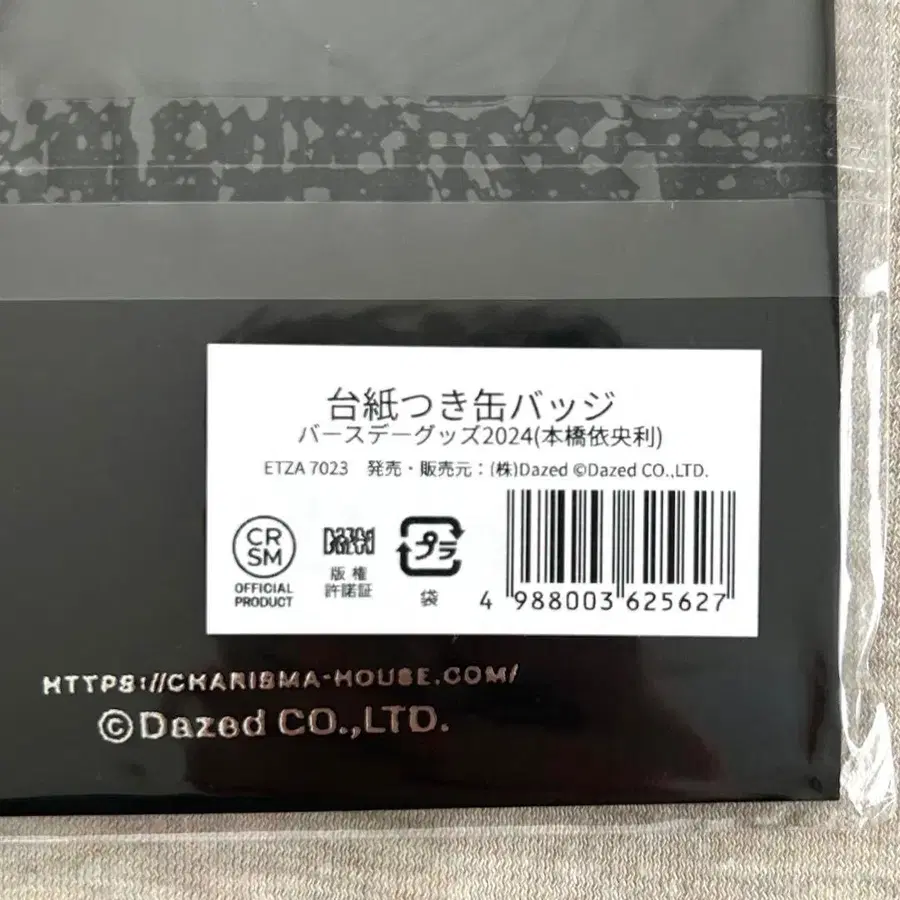 台紙つき缶バッジ
バースデーグッズ2024(本橋依央利)
ETZA 7023 発売・販売元：(株)Dazed ©Dazed CO.,LTD.
CR
SM
OFFICIAL
PRODUCT
版権
許諾証
プラ
袋
4 988003 625627
HTTPS://CHARISMA-HOUSE.COM/
©Dazed CO.,LTD.